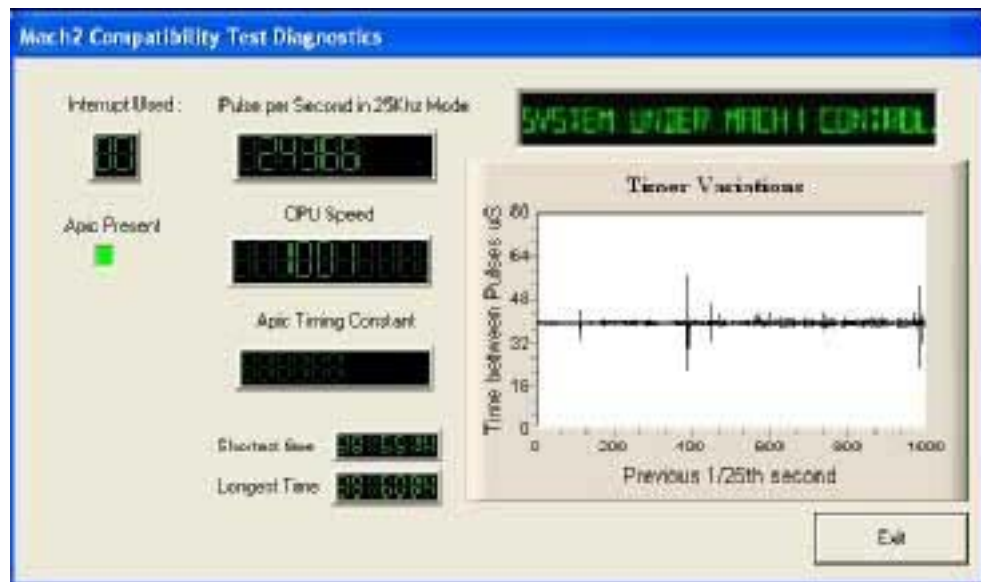 Mach2 Compatibility Test Diagnostics
Interrupt Used :
Pulse per Second in 25Khz Mode
24966
SYSTEM UNDER MACH1 CONTROL.
Apic Present
CPU Speed
1001
Apic Timing Constant
Shortest time
Longest Time
Timer Variations
Time between Pulses uS
80
64
48
32
16
0
0 200 400 600 800 1000
Previous 1/25th second
Exit